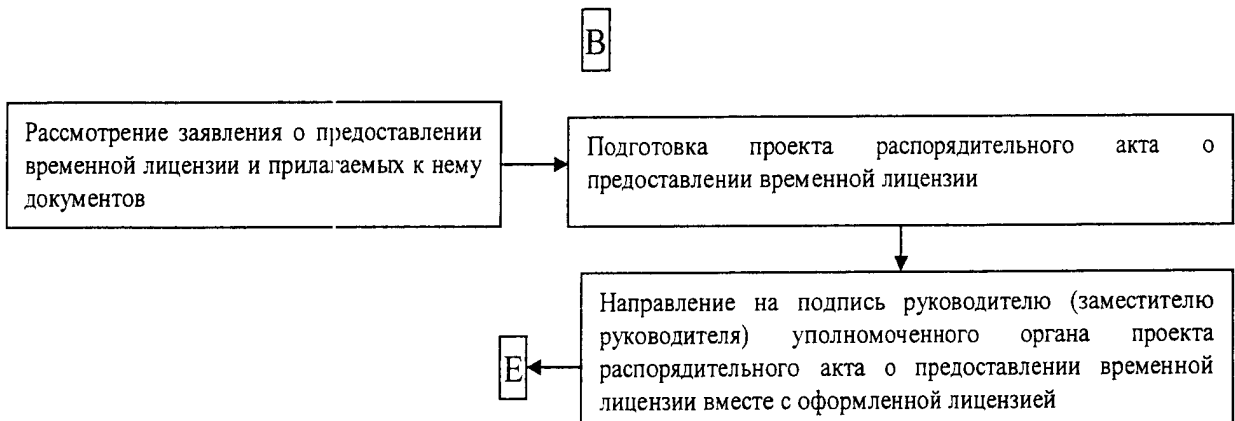 В
Рассмотрение заявления о предоставлении
временной лицензии и прилагаемых к нему
документов
Подготовка проекта распорядительного акта о
предоставлении временной лицензии
Направление на подпись руководителю (заместителю
руководителя) уполномоченного органа проекта
распорядительного акта о предоставлении временной
лицензии вместе с оформленной лицензией
Е